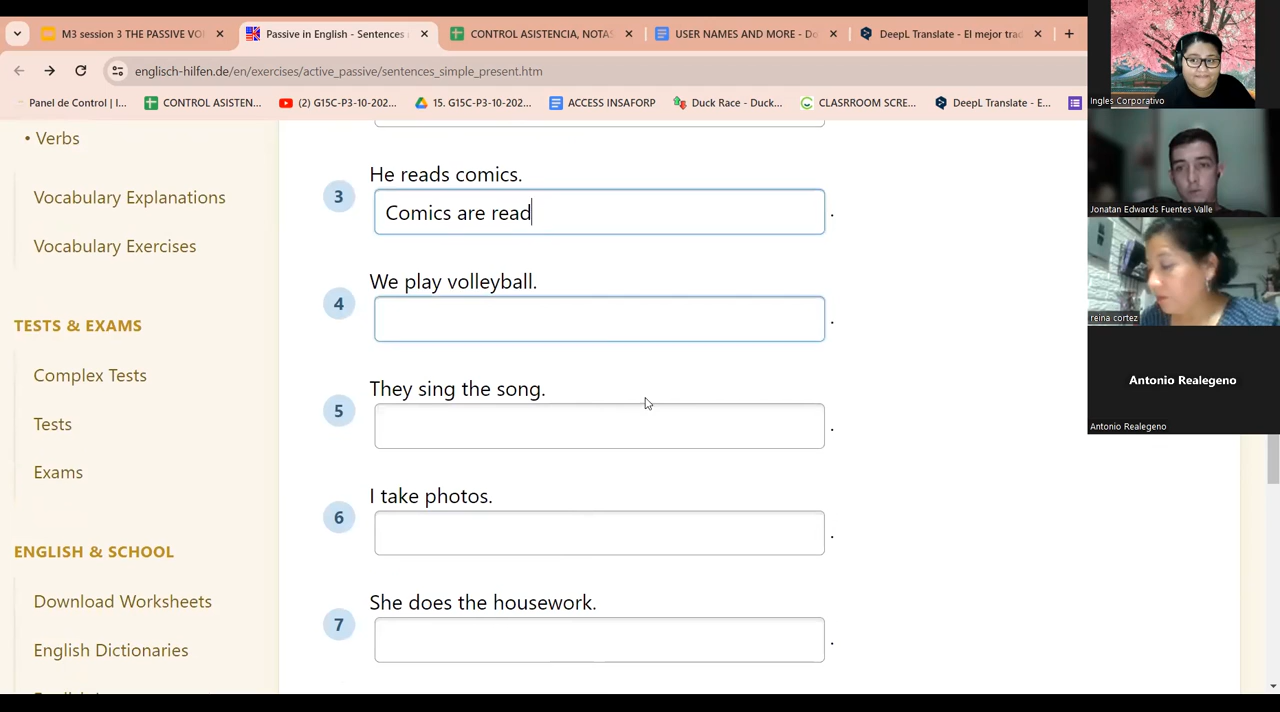 M3 session 3 THE PASSIVE VO
Passive in English - Sentences
CONTROL ASISTENCIA, NOTAS
USER NAMES AND MORE - Do
DeepL Translate - El mejor trad
englisch-hilfen.de/en/exercises/active_passive/sentences_simple_present.htm
Panel de Control | I...
CONTROL ASISTEN...
(2) G15C-P3-10-202...
15. G15C-P3-10-202...
ACCESS INSAFORP
Duck Race - Duck...
CLASRROOM SCRE...
DeepL Translate - E...
Ingles Corporativo
Jonatan Edwards Fuentes Valle
reina cortez
Antonio Realegeno
Antonio Realegeno
• Verbs
Vocabulary Explanations
Vocabulary Exercises
TESTS & EXAMS
Complex Tests
Tests
Exams
ENGLISH & SCHOOL
Download Worksheets
English Dictionaries
3
He reads comics.
Comics are read
.
4
We play volleyball.
.
5
They sing the song.
.
6
I take photos.
.
7
She does the housework.
.